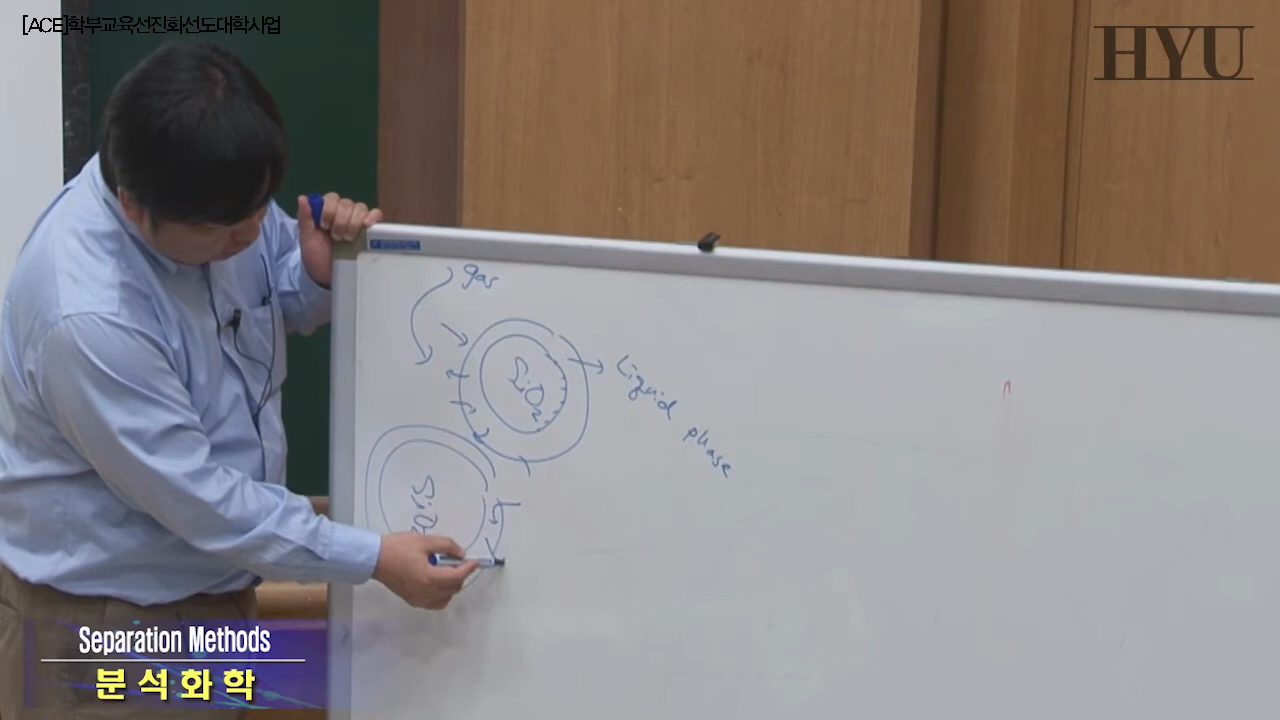 [ACE]학부교육선진화선도대학사업
HYU
gas
SiO2
Liquid phase
SiO2
Separation Methods
분석화학